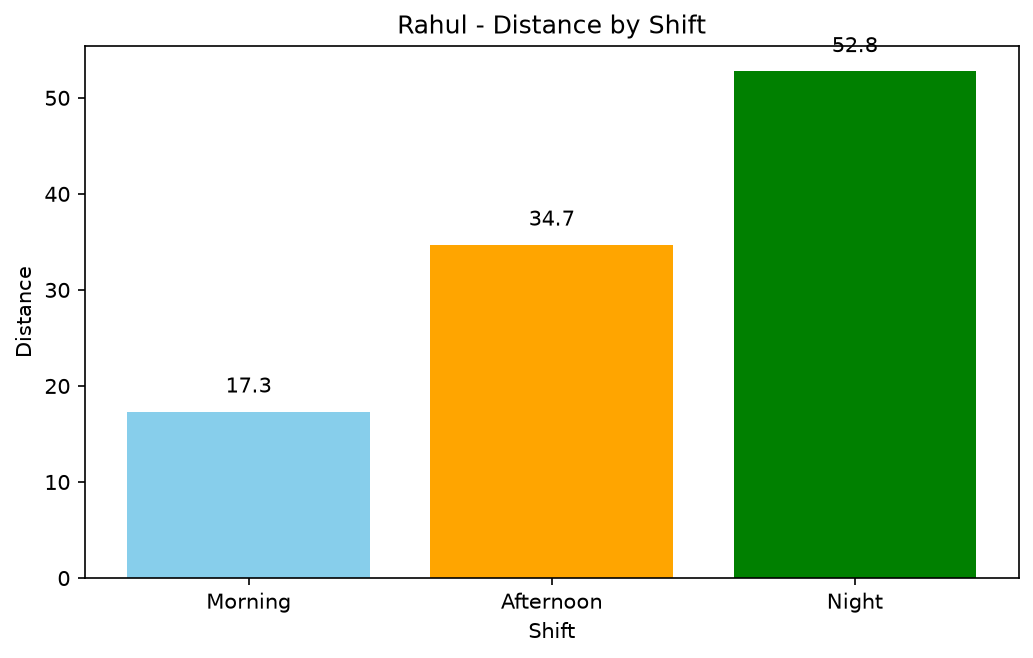 Rahul - Distance by Shift
52.8
50
40
34.7
30
Distance
20
17.3
10
0
Morning Afternoon Night
Shift